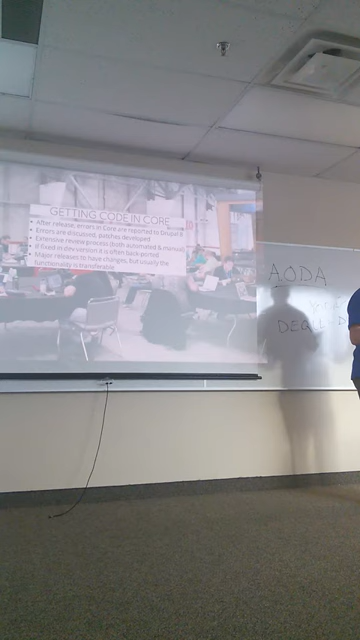 GETTING CODE IN CORE
• After release, errors in Core are reported to Drupal 8
• Errors are discussed, patches developed
• Extensive review process (both automated & manual)
• If fixed in dev version it is often back-ported
• Major releases to have changes, but usually the
functionality is transferable
AODA